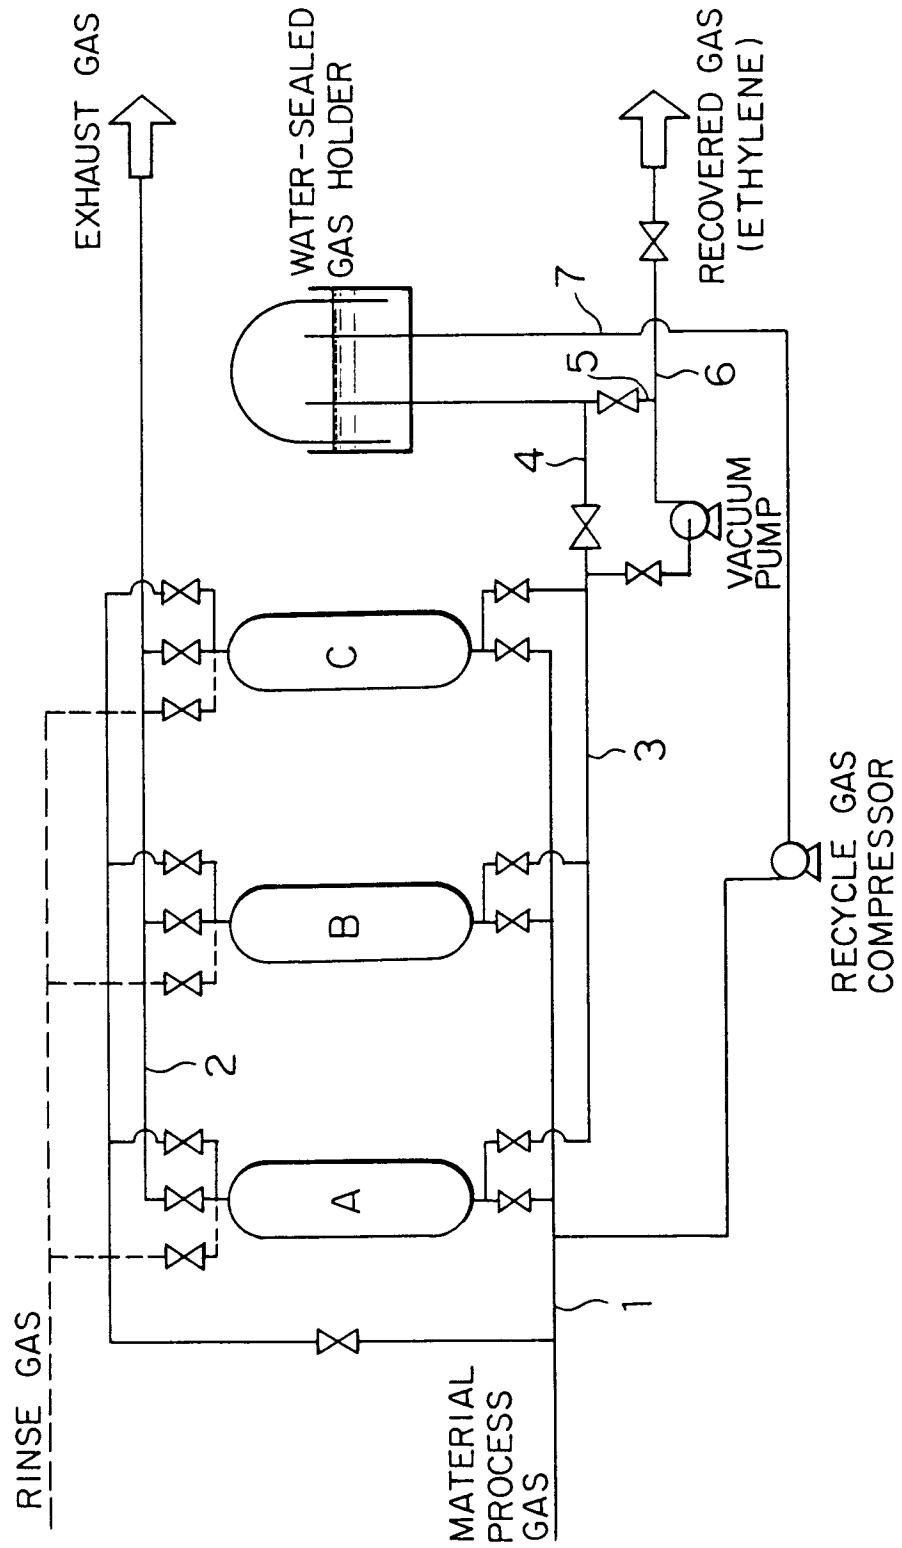 RINSE GAS
EXHAUST GAS
WATER-SEALED
GAS HOLDER
2
A
B
C
MATERIAL
PROCESS
GAS
1
3
4
5
6
7
VACUUM
PUMP
RECOVERED GAS
(ETHYLENE)
RECYCLE GAS
COMPRESSOR